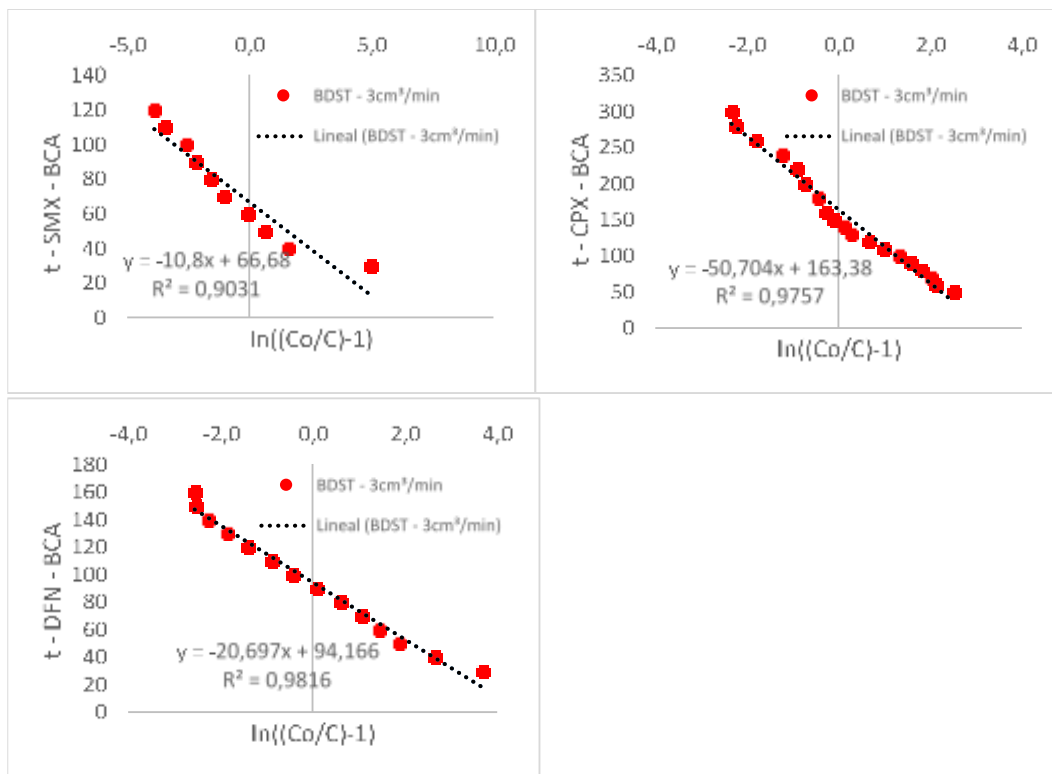 -5,0 0,0 5,0 10,0
140
120
100
80
60
40
20
0
t - SMX - BCA
BDST - 3cm³/min
Lineal (BDST - 3cm³/min)
y = -10,8x + 66,68
R² = 0,9031
ln((Co/C)-1)
-4,0 -2,0 0,0 2,0 4,0
350
300
250
200
150
100
50
0
t - CPX - BCA
BDST - 3cm³/min
Lineal (BDST - 3cm³/min)
y = -50,704x + 163,38
R² = 0,9757
ln((Co/C)-1)
-4,0 -2,0 0,0 2,0 4,0
180
160
140
120
100
80
60
40
20
0
t - DFN - BCA
BDST - 3cm³/min
Lineal (BDST - 3cm³/min)
y = -20,697x + 94,166
R² = 0,9816
ln((Co/C)-1)